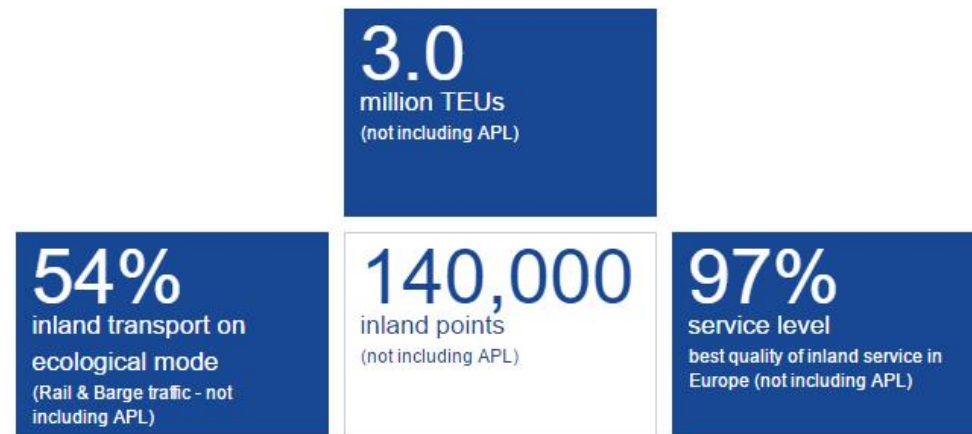 3.0
million TEUs
(not including APL)
54%
inland transport on
ecological mode
(Rail & Barge traffic - not
including APL)
140,000
inland points
(not including APL)
97%
service level
best quality of inland service in
Europe (not including APL)